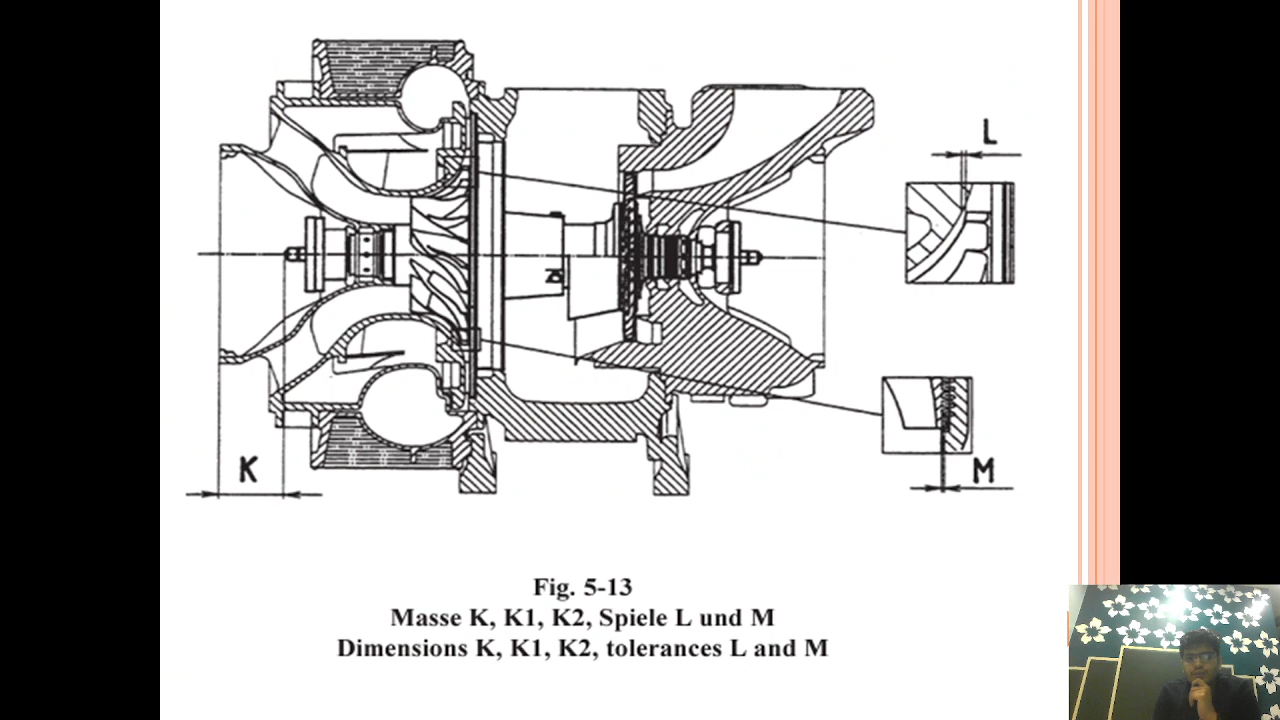 L
K
M
Fig. 5-13
Masse K, K1, K2, Spiele L und M
Dimensions K, K1, K2, tolerances L and M